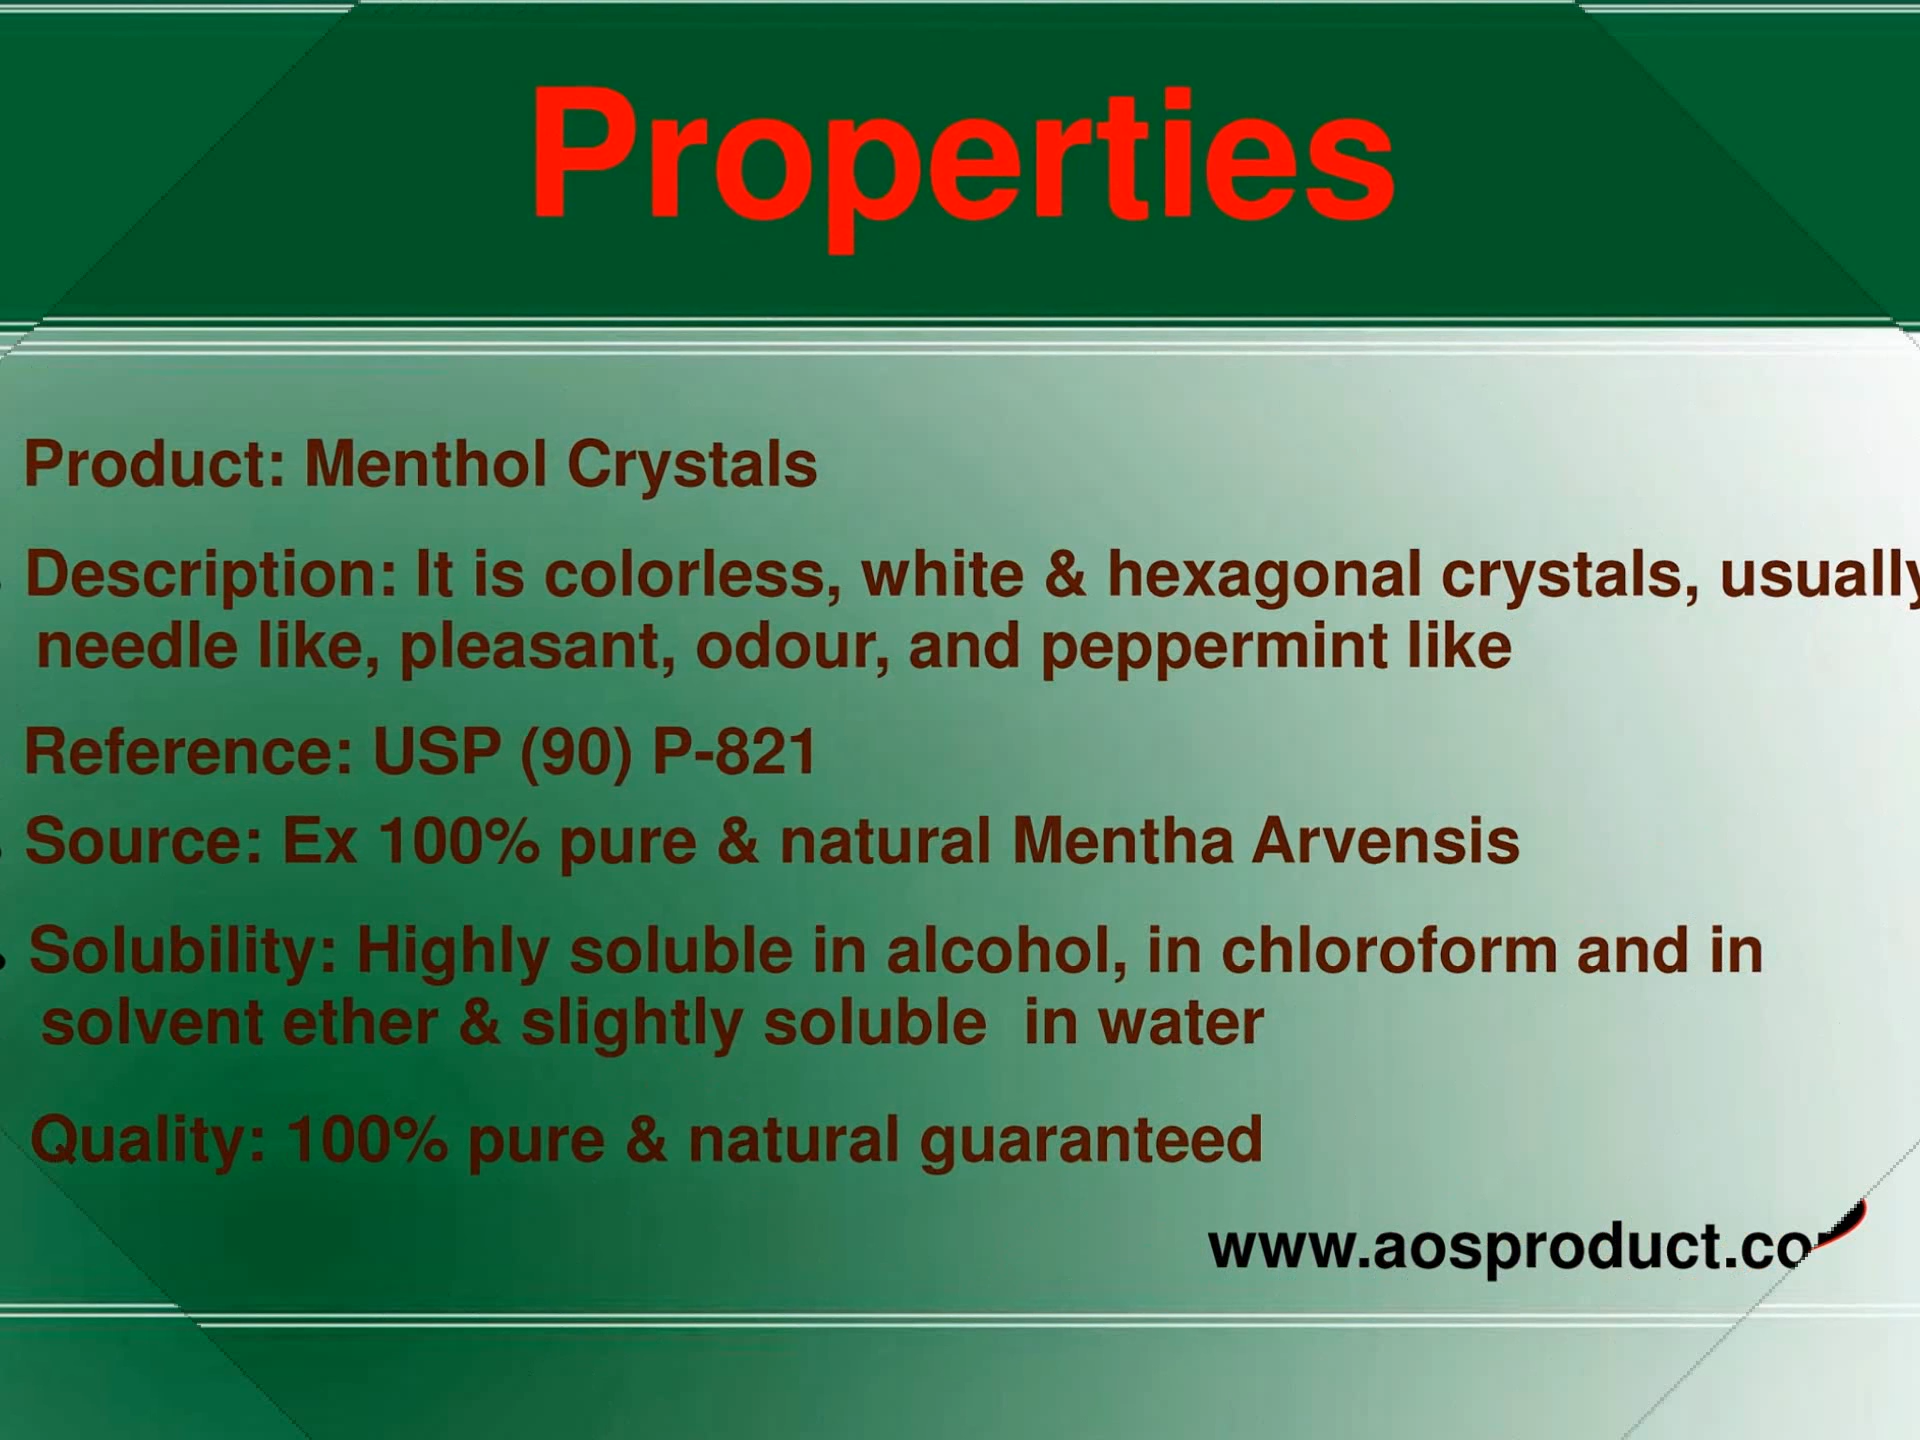 Properties
Product: Menthol Crystals
Description: It is colorless, white & hexagonal crystals, usually
needle like, pleasant, odour, and peppermint like
Reference: USP (90) P-821
Source: Ex 100% pure & natural Mentha Arvensis
Solubility: Highly soluble in alcohol, in chloroform and in
solvent ether & slightly soluble in water
Quality: 100% pure & natural guaranteed
www.aosproduct.co